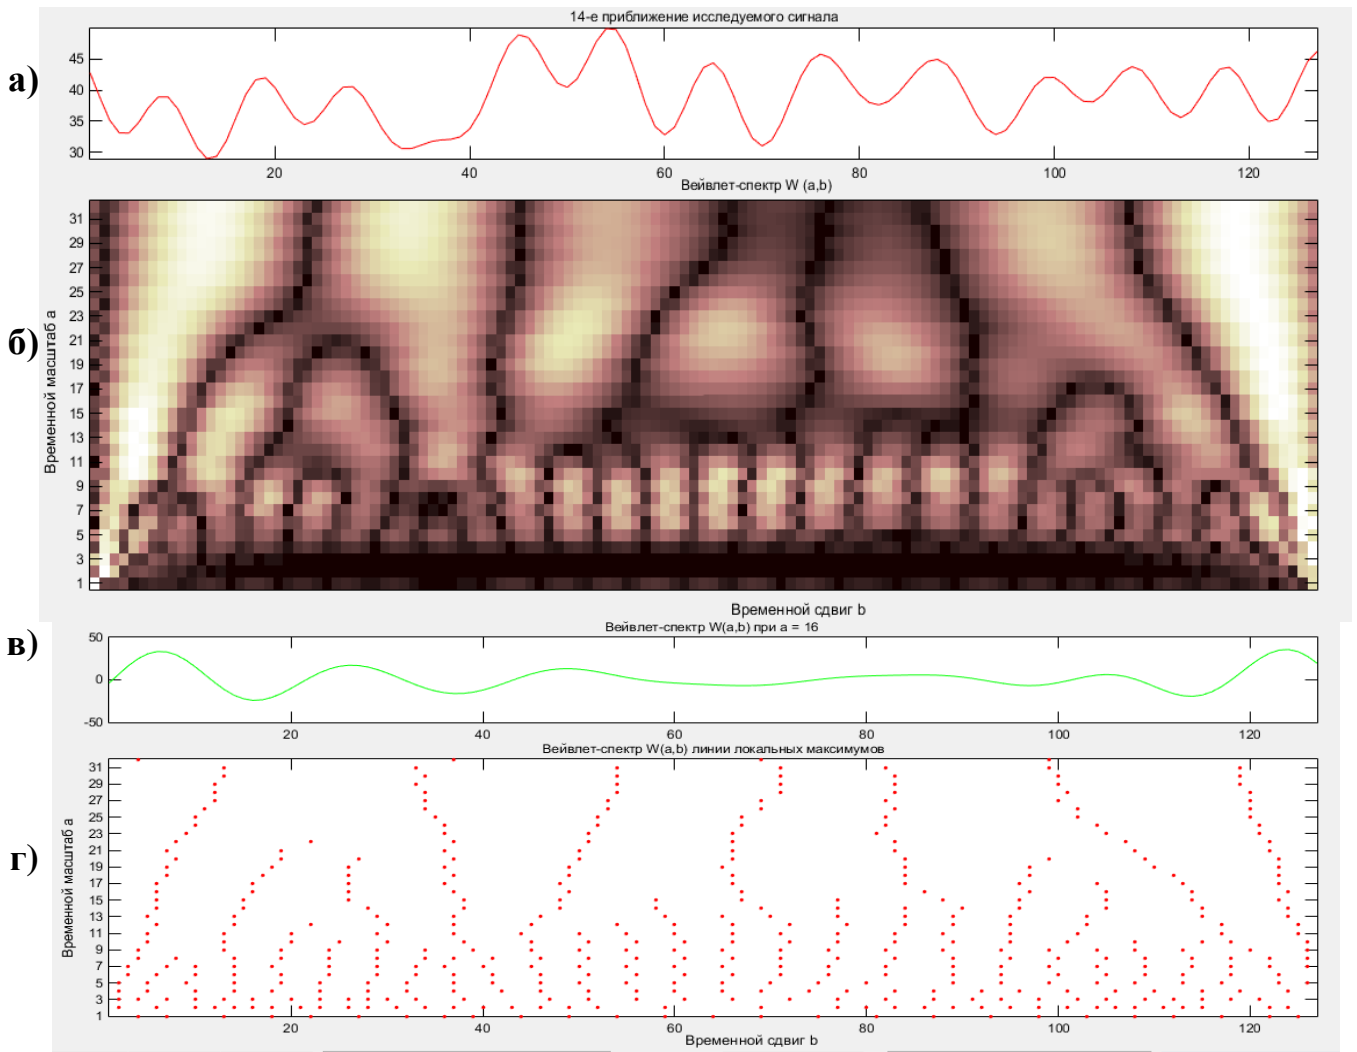 14-е приближение исследуемого сигнала
а)
45
40
35
30
20 40 60 80 100 120
Вейвлет-спектр W (a,b)
б)
Временной масштаб a
31
29
27
25
23
21
19
17
15
13
11
9
7
5
3
1
Временной сдвиг b
в)
Вейвлет-спектр W(a,b) при a = 16
50
0
-50
20 40 60 80 100 120
Вейвлет-спектр W(a,b) линии локальных максимумов
г)
Временной масштаб a
31
29
27
25
23
21
19
17
15
13
11
9
7
5
3
1
20 40 60 80 100 120
Временной сдвиг b